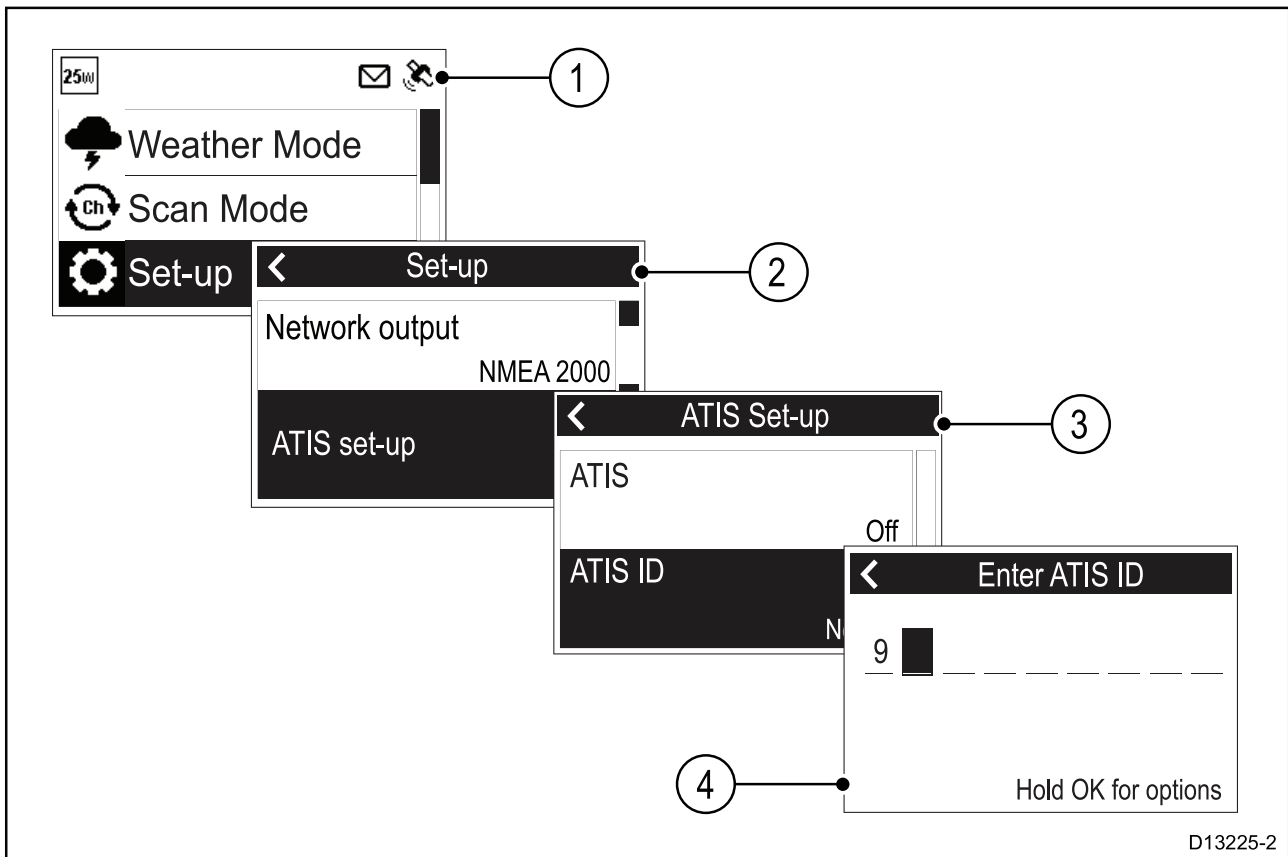 25W
1
Weather Mode
Ch
Scan Mode
Set-up
Set-up
2
Network output
NMEA 2000
ATIS set-up
ATIS Set-up
3
ATIS
Off
ATIS ID
Enter ATIS ID
9
4
Hold OK for options
D13225-2